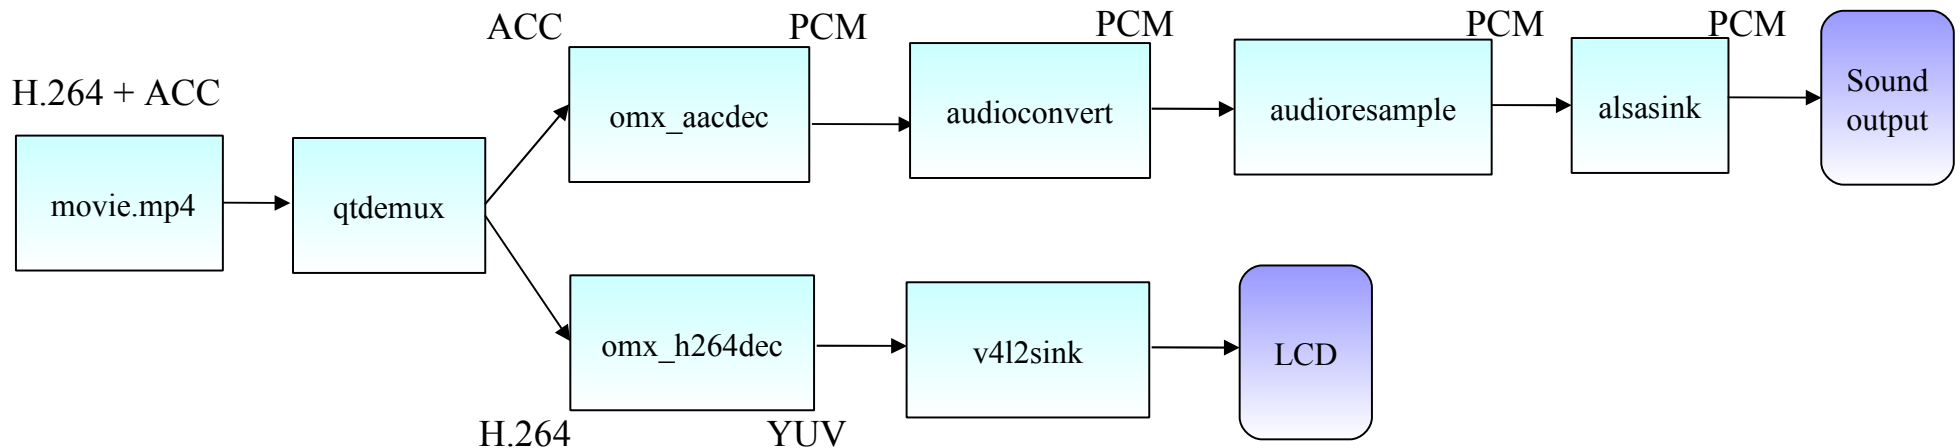 H.264 + ACC
movie.mp4
qtdemux
ACC
omx_aacdec
PCM
audioconvert
PCM
audioresample
PCM
alsasink
PCM
Sound
output
H.264
omx_h264dec
YUV
v4l2sink
LCD